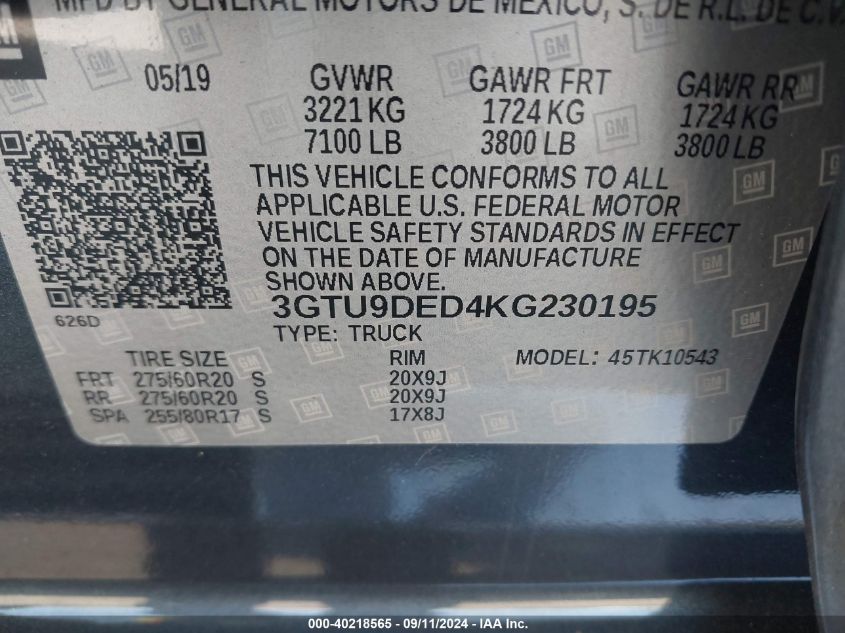 MFD BY GENERAL MOTORS DE MEXICO, S. DE R.L. DE C.V.
GM
05/19 GVWR GAWR FRT GAWR RR
3221 KG 1724 KG 1724 KG
7100 LB 3800 LB 3800 LB
THIS VEHICLE CONFORMS TO ALL
APPLICABLE U.S. FEDERAL MOTOR
VEHICLE SAFETY STANDARDS IN EFFECT
ON THE DATE OF MANUFACTURE
SHOWN ABOVE.
3GTU9DED4KG230195
626D
TYPE: TRUCK
TIRE SIZE RIM MODEL: 45TK10543
FRT 275/60R20 S 20X9J
RR 275/60R20 S 20X9J
SPA 255/80R17 S 17X8J
000-40218565 - 09/11/2024 - IAA Inc.